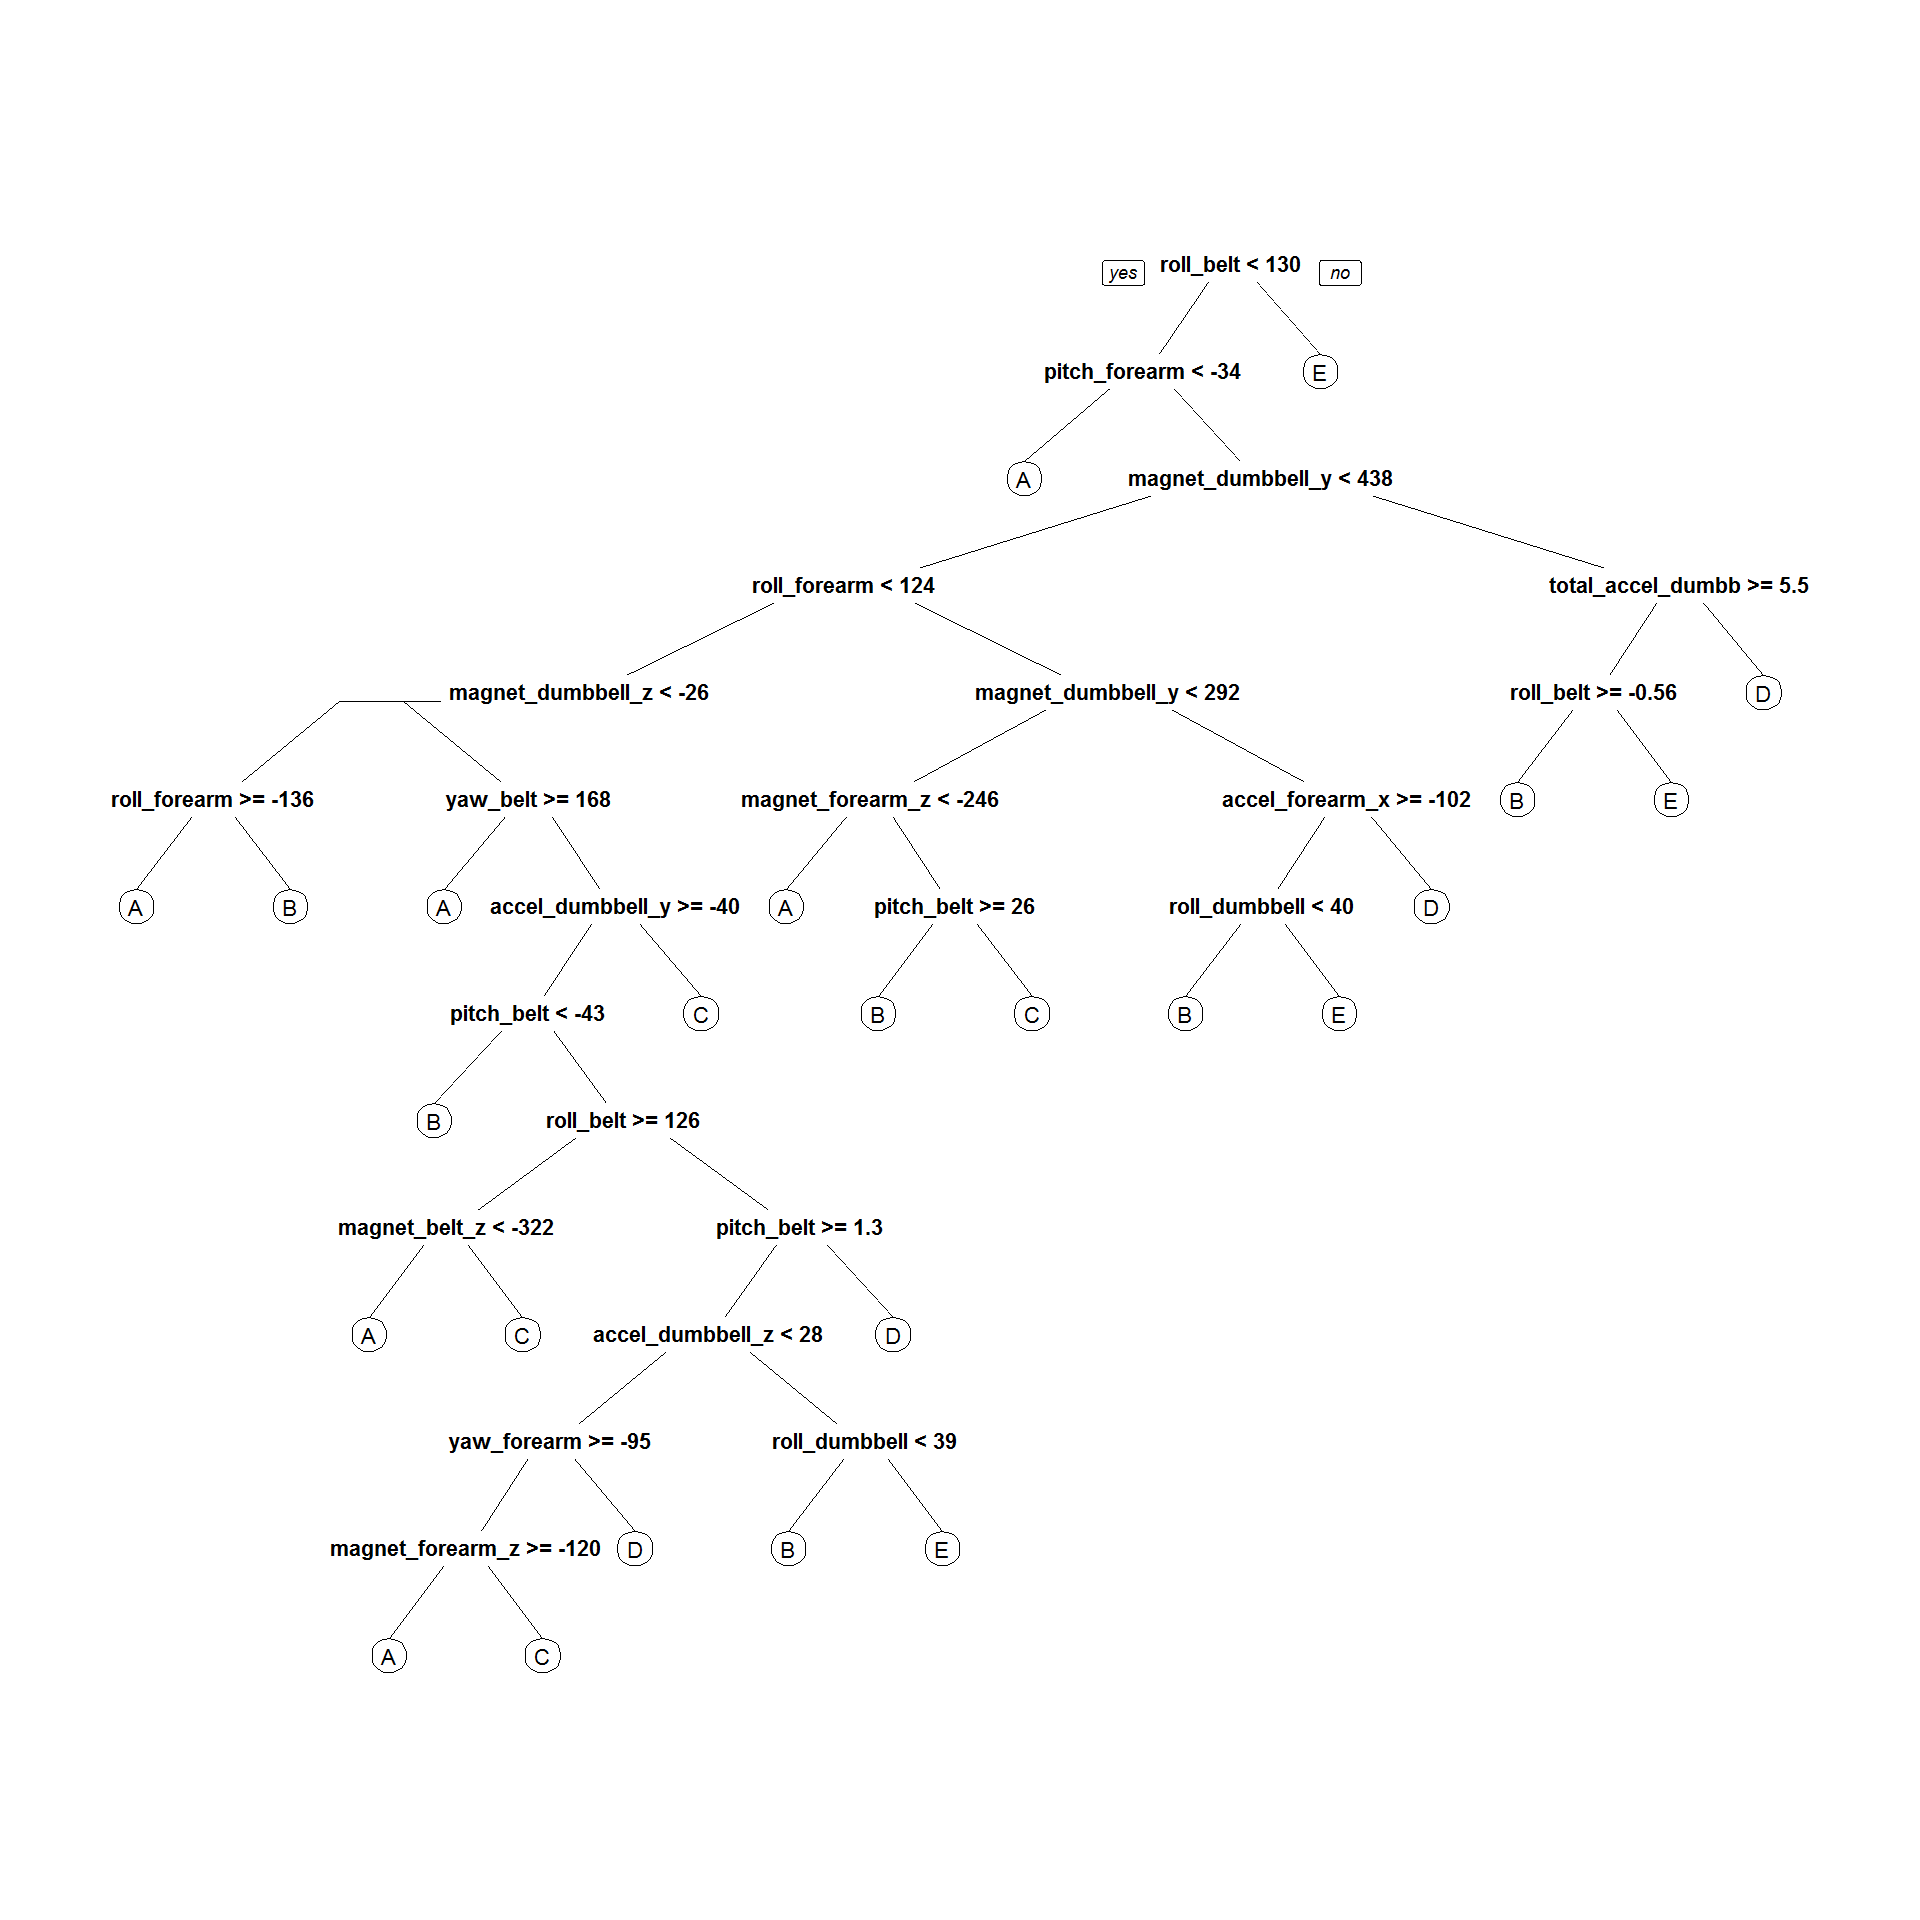 yes roll_belt < 130 no
pitch_forearm < -34 E
A magnet_dumbbell_y < 438
roll_forearm < 124 total_accel_dumbb >= 5.5
magnet_dumbbell_z < -26 magnet_dumbbell_y < 292 roll_belt >= -0.56 D
roll_forearm >= -136 yaw_belt >= 168 magnet_forearm_z < -246 accel_forearm_x >= -102 B E
A B A accel_dumbbell_y >= -40 A pitch_belt >= 26 roll_dumbbell < 40 D
pitch_belt < -43 C B C B E
B roll_belt >= 126
magnet_belt_z < -322 pitch_belt >= 1.3
A C accel_dumbbell_z < 28 D
yaw_forearm >= -95 roll_dumbbell < 39
magnet_forearm_z >= -120 D B E
A C